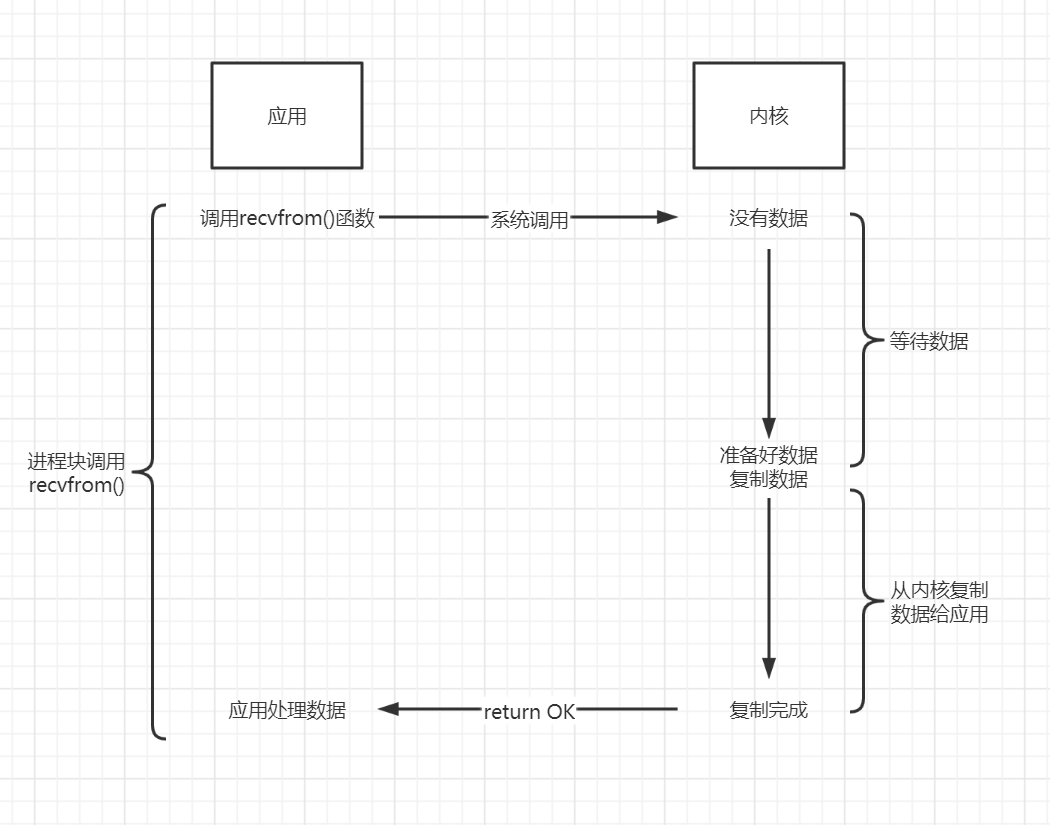 应用
内核
调用recvfrom()函数
系统调用
没有数据
等待数据
进程块调用
recvfrom()
准备好数据
复制数据
从内核复制
数据给应用
应用处理数据
return OK
复制完成